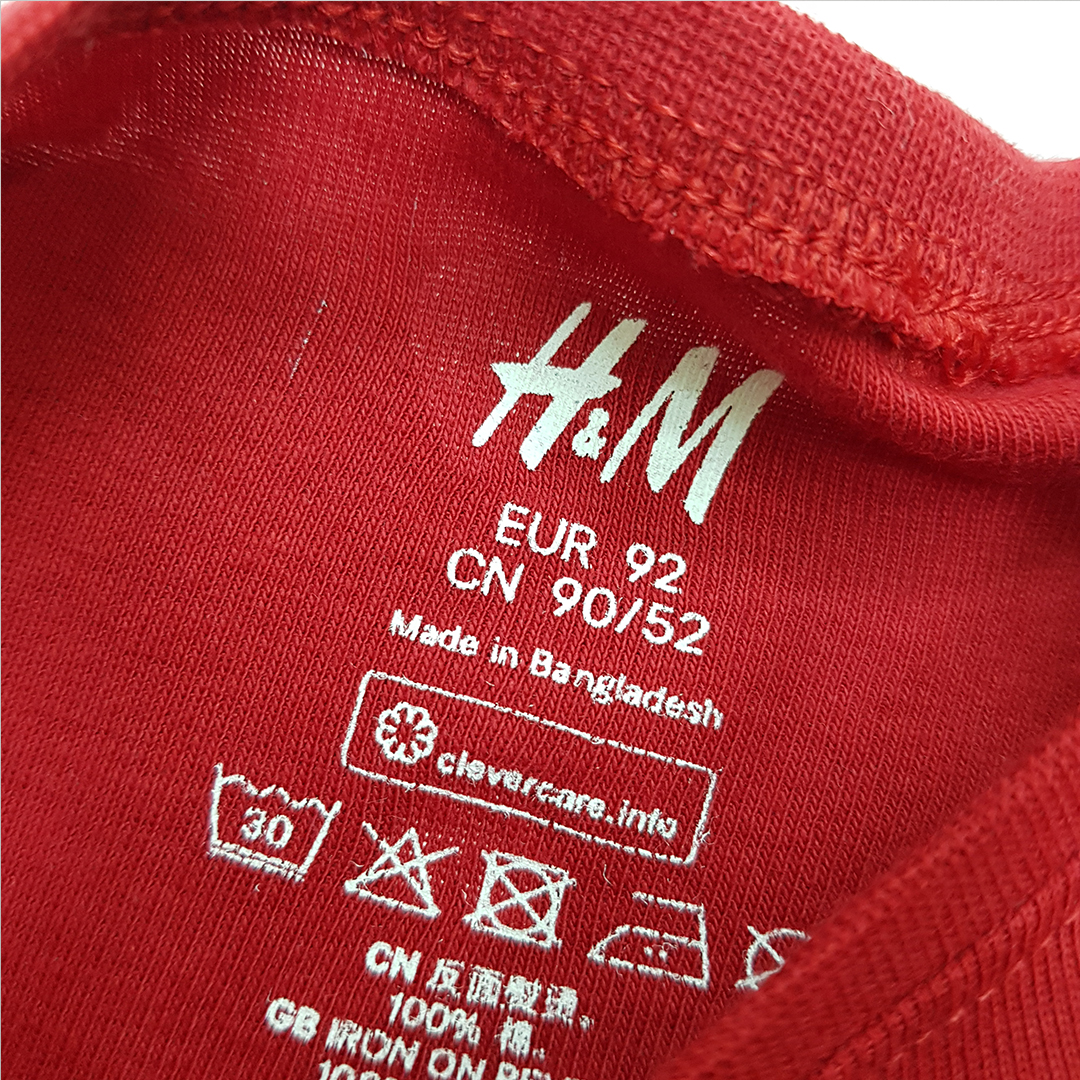 H&M
EUR 92
CN 90/52
Made in Bangladesh
clevercare.info
30
CN 反面熨烫。
100% 棉。
GB IRON ON